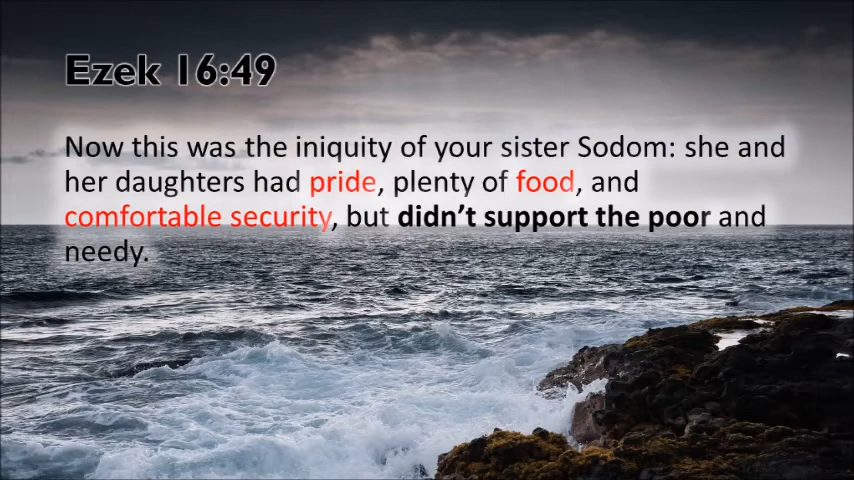 Ezek 16:49
Now this was the iniquity of your sister Sodom: she and
her daughters had pride, plenty of food, and
comfortable security, but didn’t support the poor and
needy.